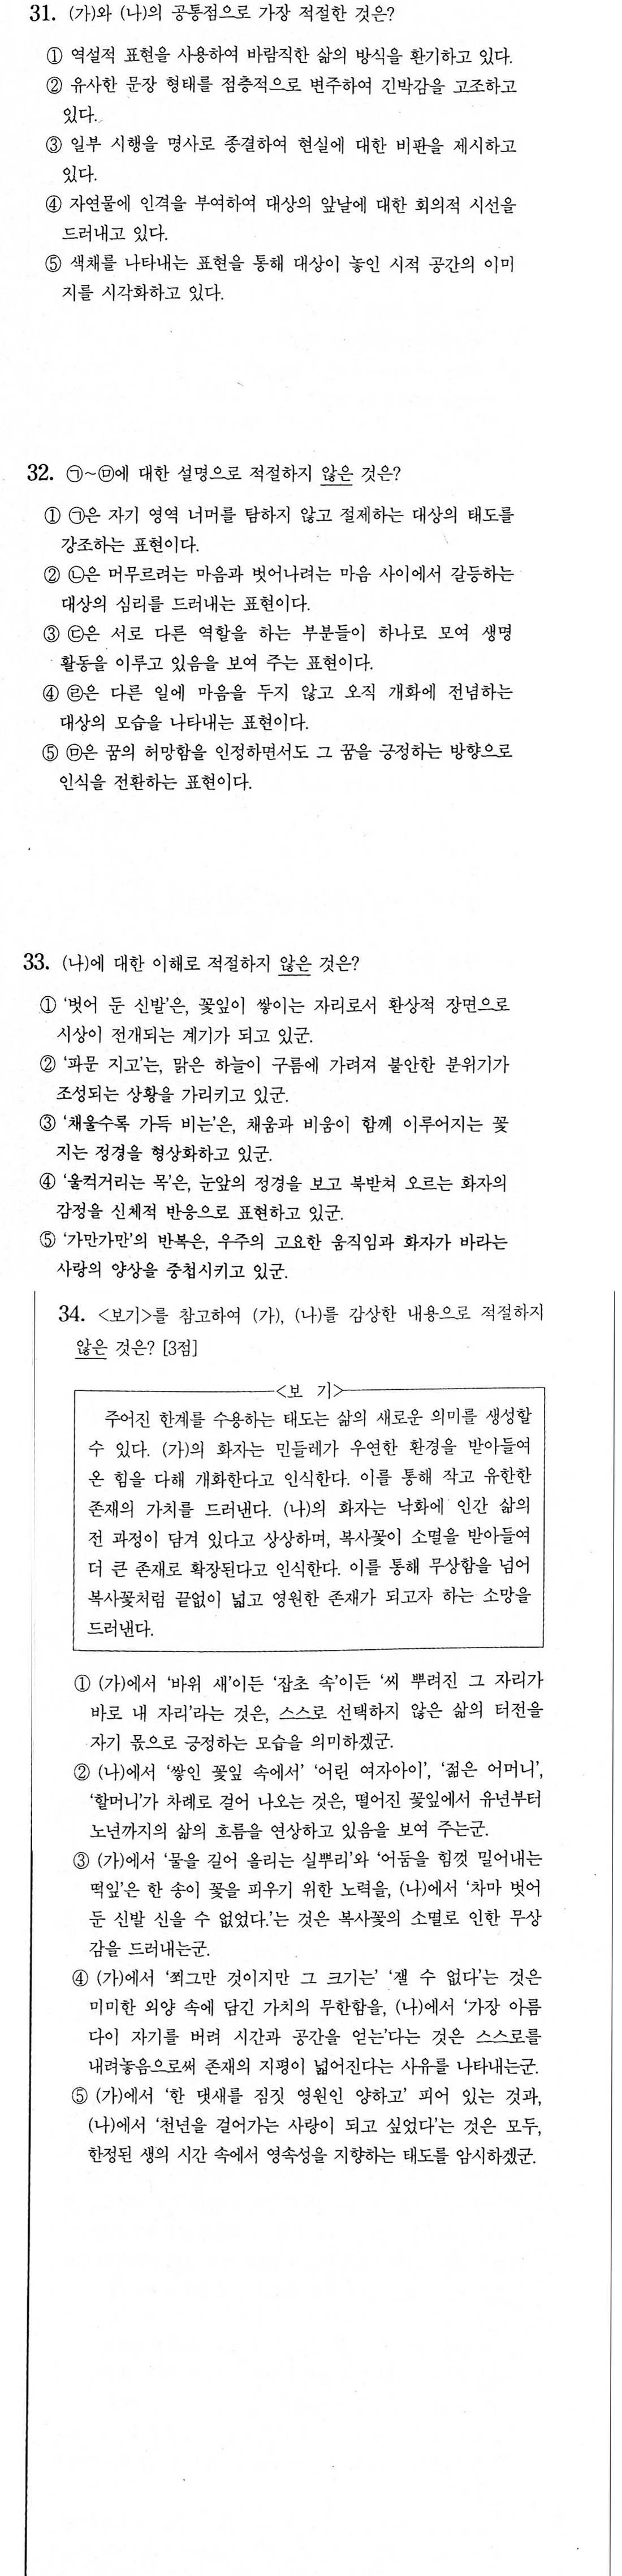 31. (가)와 (나)의 공통점으로 가장 적절한 것은?
① 역설적 표현을 사용하여 바람직한 삶의 방식을 환기하고 있다.
② 유사한 문장 형태를 점층적으로 변주하여 긴박감을 고조하고
있다.
③ 일부 시행을 명사로 종결하여 현실에 대한 비판을 제시하고
있다.
④ 자연물에 인격을 부여하여 대상의 앞날에 대한 회의적 시선을
드러내고 있다.
⑤ 색채를 나타내는 표현을 통해 대상이 놓인 시적 공간의 이미
지를 시각화하고 있다.
32. ㉠~㉤에 대한 설명으로 적절하지 않은 것은?
① ㉠은 자기 영역 너머를 탐하지 않고 절제하는 대상의 태도를
강조하는 표현이다.
② ㉡은 머무르려는 마음과 벗어나려는 마음 사이에서 갈등하는
대상의 심리를 드러내는 표현이다.
③ ㉢은 서로 다른 역할을 하는 부분들이 하나로 모여 생명
활동을 이루고 있음을 보여 주는 표현이다.
④ ㉣은 다른 일에 마음을 두지 않고 오직 개화에 전념하는
대상의 모습을 나타내는 표현이다.
⑤ ㉤은 꿈의 허망함을 인정하면서도 그 꿈을 긍정하는 방향으로
인식을 전환하는 표현이다.
33. (나)에 대한 이해로 적절하지 않은 것은?
① ‘벗어 둔 신발’은, 꽃잎이 쌓이는 자리로서 환상적 장면으로
시상이 전개되는 계기가 되고 있군.
② ‘파문 지고’는, 맑은 하늘이 구름에 가려져 불안한 분위기가
조성되는 상황을 가리키고 있군.
③ ‘채울수록 가득 비는’은, 채움과 비움이 함께 이루어지는 꽃
지는 정경을 형상화하고 있군.
④ ‘울컥거리는 목’은, 눈앞의 정경을 보고 북받쳐 오르는 화자의
감정을 신체적 반응으로 표현하고 있군.
⑤ ‘가만가만’의 반복은, 우주의 고요한 움직임과 화자가 바라는
사랑의 양상을 중첩시키고 있군.
34. <보기>를 참고하여 (가), (나)를 감상한 내용으로 적절하지
않은 것은? [3점]
<보 기>
주어진 한계를 수용하는 태도는 삶의 새로운 의미를 생성할
수 있다. (가)의 화자는 민들레가 우연한 환경을 받아들여
온 힘을 다해 개화한다고 인식한다. 이를 통해 작고 유한한
존재의 가치를 드러낸다. (나)의 화자는 낙화에 인간 삶의
전 과정이 담겨 있다고 상상하며, 복사꽃이 소멸을 받아들여
더 큰 존재로 확장된다고 인식한다. 이를 통해 무상함을 넘어
복사꽃처럼 끝없이 넓고 영원한 존재가 되고자 하는 소망을
드러낸다.
① (가)에서 ‘바위 새’이든 ‘잡초 속’이든 ‘씨 뿌려진 그 자리가
바로 내 자리’라는 것은, 스스로 선택하지 않은 삶의 터전을
자기 몫으로 긍정하는 모습을 의미하겠군.
② (나)에서 ‘쌓인 꽃잎 속에서’ ‘어린 여자아이’, ‘젊은 어머니’,
‘할머니’가 차례로 걸어 나오는 것은, 떨어진 꽃잎에서 유년부터
노년까지의 삶의 흐름을 연상하고 있음을 보여 주는군.
③ (가)에서 ‘물을 길어 올리는 실뿌리’와 ‘어둠을 힘껏 밀어내는
떡잎’은 한 송이 꽃을 피우기 위한 노력을, (나)에서 ‘차마 벗어
둔 신발 신을 수 없었다.’는 것은 복사꽃의 소멸로 인한 무상
감을 드러내는군.
④ (가)에서 ‘쬐그만 것이지만 그 크기는’ ‘잴 수 없다’는 것은
미미한 외양 속에 담긴 가치의 무한함을, (나)에서 ‘가장 아름
다이 자기를 버려 시간과 공간을 얻는’다는 것은 스스로를
내려놓음으로써 존재의 지평이 넓어진다는 사유를 나타내는군.
⑤ (가)에서 ‘한 댓새를 짐짓 영원인 양하고’ 피어 있는 것과,
(나)에서 ‘천년을 걸어가는 사랑이 되고 싶었다’는 것은 모두,
한정된 생의 시간 속에서 영속성을 지향하는 태도를 암시하겠군.